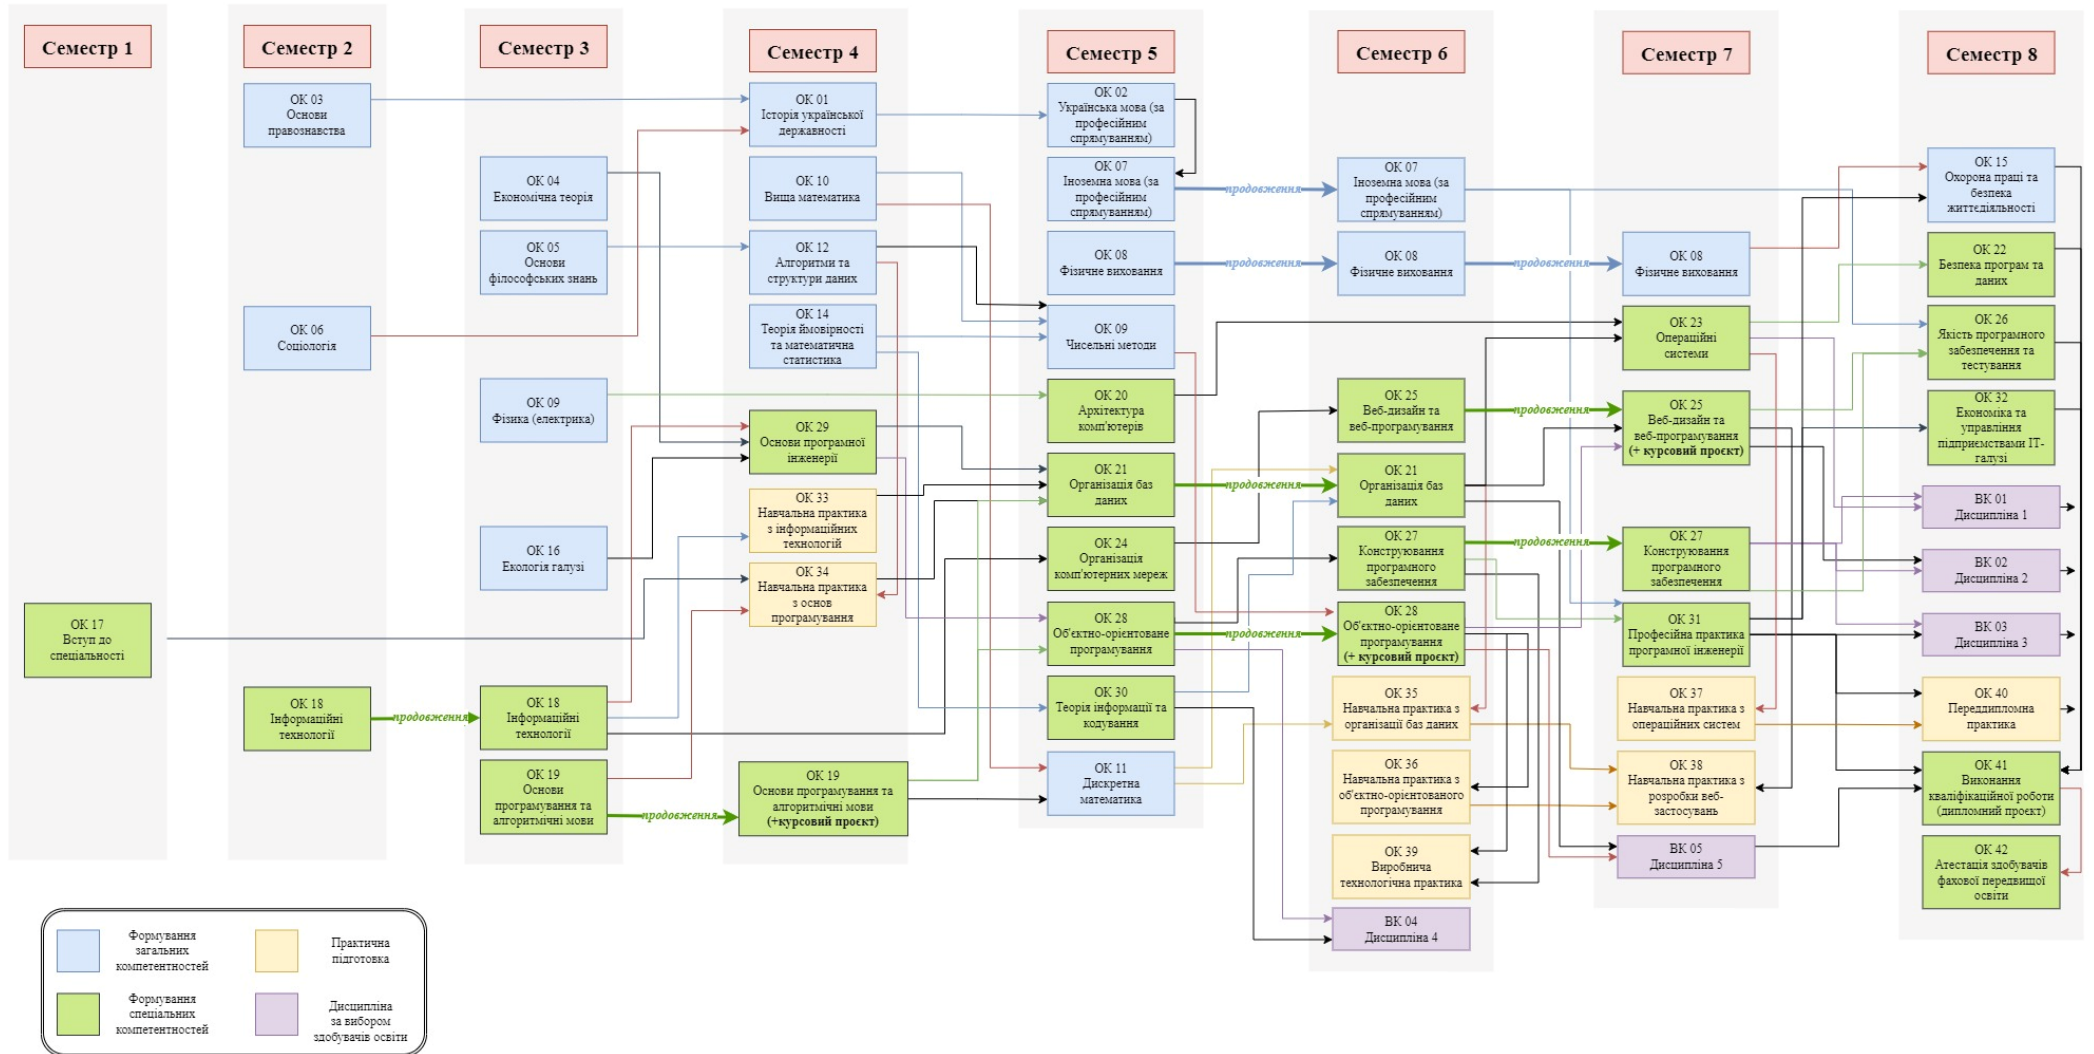 Семестр 1
Семестр 2
Семестр 3
Семестр 4
Семестр 5
Семестр 6
Семестр 7
Семестр 8
ОК 17
Вступ до
спеціальності
ОК 03
Основи
правознавства
ОК 06
Соціологія
ОК 18
Інформаційні
технології
продовження
ОК 04
Економічна теорія
ОК 05
Основи
філософських знань
ОК 09
Фізика (електрика)
ОК 16
Екологія галузі
ОК 18
Інформаційні
технології
ОК 19
Основи
програмування та
алгоритмічні мови
продовження
ОК 01
Історія української
державності
ОК 10
Вища математика
ОК 12
Алгоритми та
структури даних
ОК 14
Теорія ймовірності
та математична
статистика
ОК 29
Основи програмної
інженерії
ОК 33
Навчальна практика
з інформаційних
технологій
ОК 34
Навчальна практика
з основ
програмування
ОК 19
Основи програмування та
алгоритмічні мови
(+курсовий проєкт)
ОК 02
Українська мова (за
професійним
спрямуванням)
ОК 07
Іноземна мова (за
професійним
спрямуванням)
продовження
ОК 08
Фізичне виховання
продовження
ОК 09
Чисельні методи
ОК 20
Архітектура
комп'ютерів
ОК 21
Організація баз
даних
продовження
ОК 24
Організація
комп'ютерних мереж
ОК 28
Об'єктно-орієнтоване
програмування
продовження
ОК 30
Теорія інформації та
кодування
ОК 11
Дискретна
математика
ОК 07
Іноземна мова (за
професійним
спрямуванням)
ОК 08
Фізичне виховання
продовження
ОК 25
Веб-дизайн та
веб-програмування
продовження
ОК 21
Організація баз
даних
ОК 27
Конструювання
програмного
забезпечення
продовження
ОК 28
Об'єктно-орієнтоване
програмування
(+ курсовий проєкт)
ОК 35
Навчальна практика з
організації баз даних
ОК 36
Навчальна практика з
об'єктно-орієнтованого
програмування
ОК 39
Виробнича
технологічна практика
ВК 04
Дисципліна 4
ОК 08
Фізичне виховання
ОК 23
Операційні
системи
ОК 25
Веб-дизайн та
веб-програмування
(+ курсовий проєкт)
ОК 27
Конструювання
програмного
забезпечення
ОК 31
Професійна практика
програмної інженерії
ОК 37
Навчальна практика
з операційних систем
ОК 38
Навчальна практика з
розробки веб-
застосувань
ВК 05
Дисципліна 5
ОК 15
Охорона праці та
безпека
життєдіяльності
ОК 22
Безпека програм та
даних
ОК 26
Якість програмного
забезпечення та
тестування
ОК 32
Економіка та
управління
підприємствами ІТ-
галузі
ВК 01
Дисципліна 1
ВК 02
Дисципліна 2
ВК 03
Дисципліна 3
ОК 40
Переддипломна
практика
ОК 41
Виконання
кваліфікаційної роботи
(дипломний проєкт)
ОК 42
Атестація здобувачів
фахової передвищої
освіти
Формування
загальних
компетентностей
Практична
підготовка
Формування
спеціальних
компетентностей
Дисципліна
за вибором
здобувачів освіти